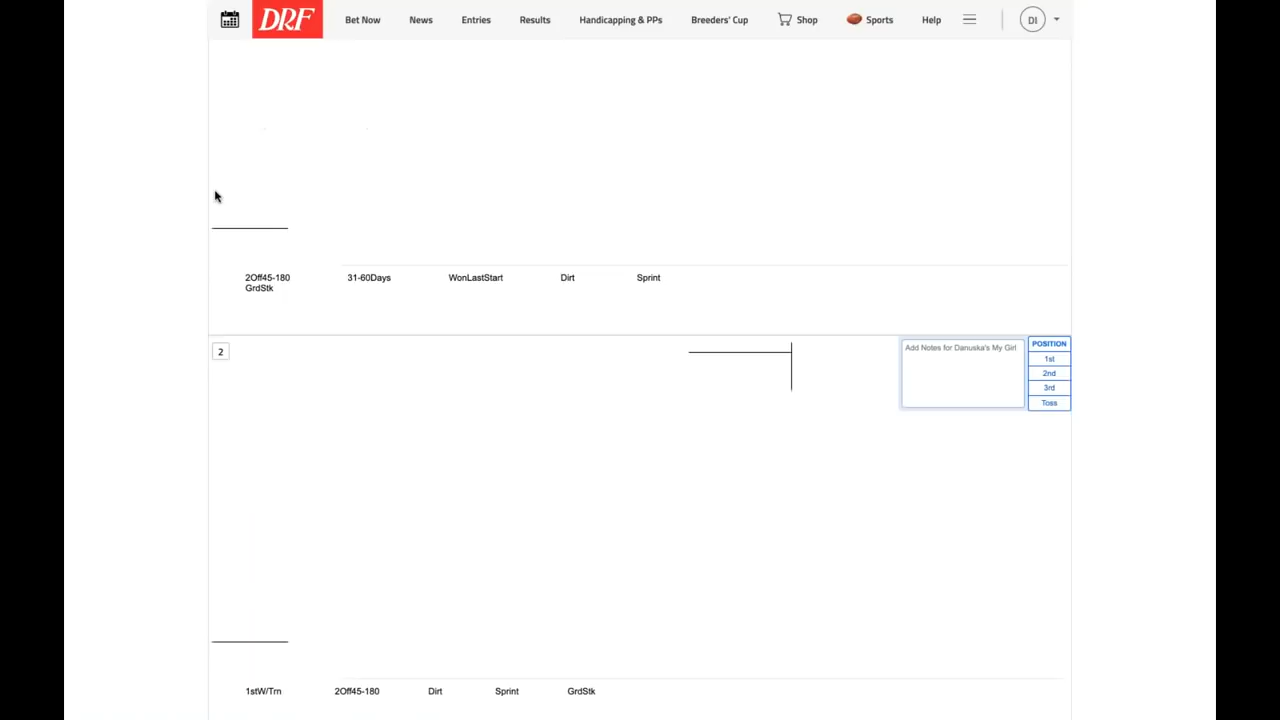 DRF Bet Now News Entries Results Handicapping & PPs Breeders' Cup Shop Sports Help DI
2Off45-180 31-60Days WonLastStart Dirt Sprint
GrdStk
2 Add Notes for Danuska's My Girl POSITION
1st
2nd
3rd
Toss
1stW/Trn 2Off45-180 Dirt Sprint GrdStk